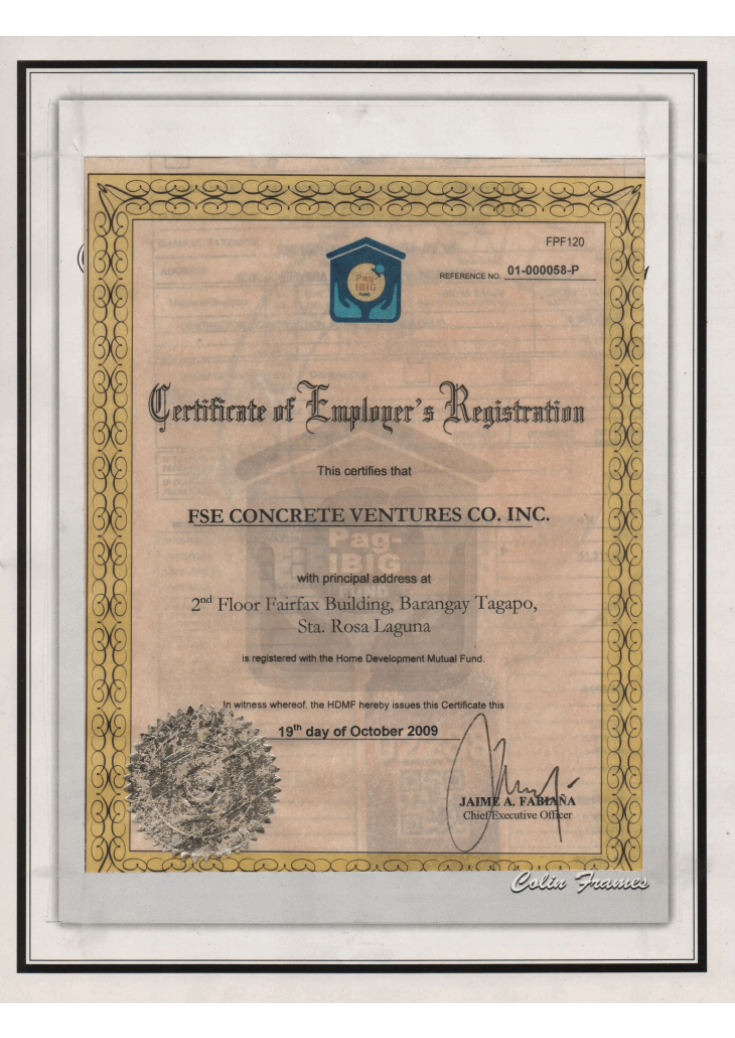 FPF120
Pag-
IBIG
FUND
REFERENCE NO. 01-000058-P
Certificate of Employer's Registration
This certifies that
FSE CONCRETE VENTURES CO. INC.
Pag-
IBIG
with principal address at
2nd Floor Fairfax Building, Barangay Tagapo,
Sta. Rosa Laguna
is registered with the Home Development Mutual Fund.
In witness whereof, the HDMF hereby issues this Certificate this
19th day of October 2009
JAIME A. FABIAÑA
Chief Executive Officer
Colin Frames